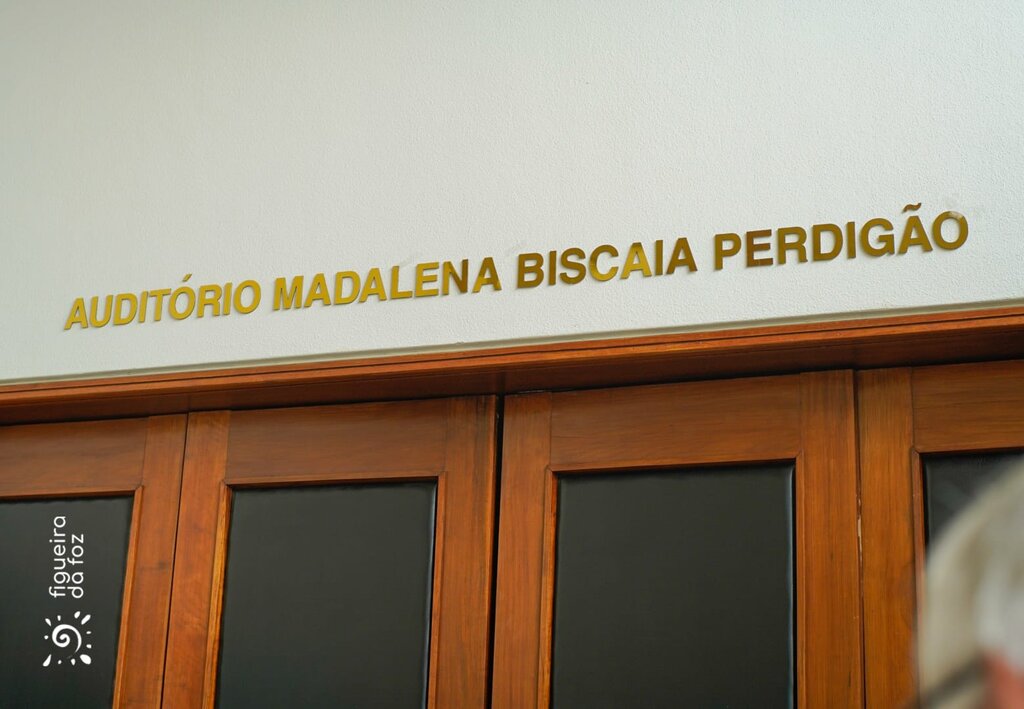 AUDITÓRIO MADALENA BISCAIA PERDIGÃO
figueira
da foz